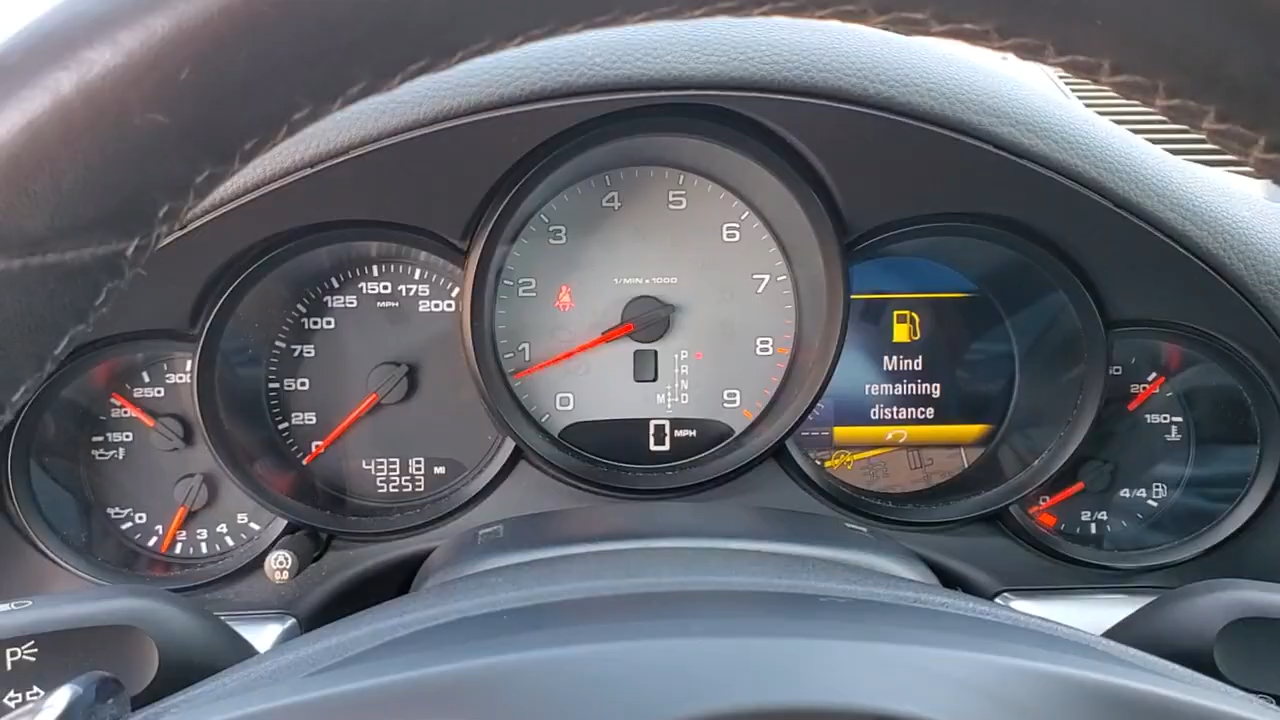 300
250
200
150
0
1
2
3
4
5
0.0
P
200
175
150
125
MPH
100
75
50
25
43318 MI
5253
4
5
3
6
1/MIN x 1000
2
7
1
8
P
R
N
M D
0
9
0 MPH
Mind
remaining
distance
200
150
0
2/4
4/4